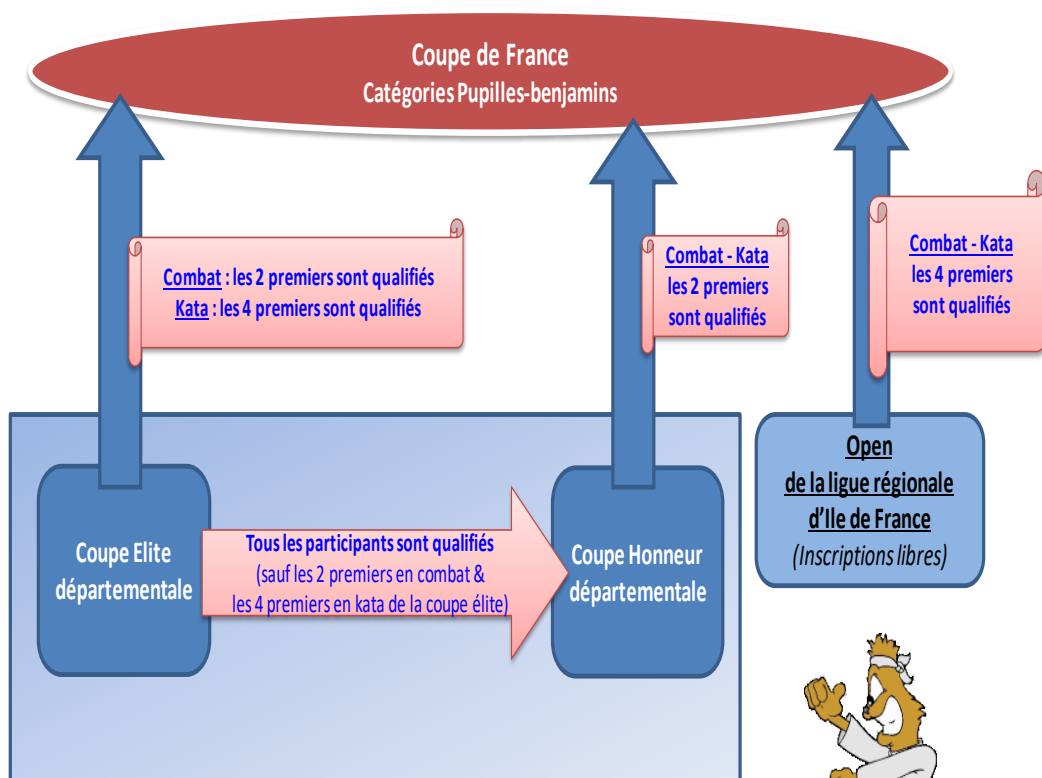 Coupe de France
Catégories Pupilles-benjamins
Combat : les 2 premiers sont qualifiés
Kata : les 4 premiers sont qualifiés
Combat - Kata
les 2 premiers
sont qualifiés
Combat - Kata
les 4 premiers
sont qualifiés
Coupe Elite
départementale
Tous les participants sont qualifiés
(sauf les 2 premiers en combat &
les 4 premiers en kata de la coupe élite)
Coupe Honneur
départementale
Open
de la ligue régionale
d'Ile de France
(Inscriptions libres)